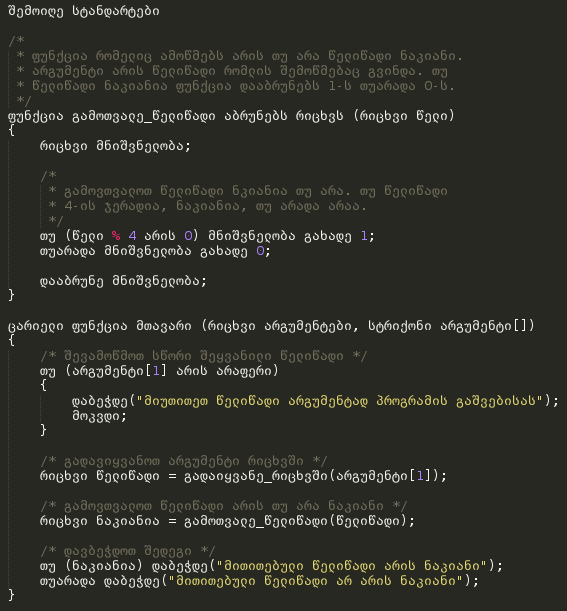 შემოიღე სტანდარტები
/*
* ფუნქცია რომელიც ამოწმებს არის თუ არა წელიწადი ნაკიანი.
* არგუმენტი არის წელიწადი რომლის შემოწმებაც გვინდა. თუ
* წელიწადი ნაკიანია ფუნქცია დააბრუნებს 1-ს თუარადა 0-ს.
*/
ფუნქცია გამოთვალე_წელიწადი აბრუნებს რიცხვს (რიცხვი წელი)
{
რიცხვი მნიშვნელობა;
/*
* გამოვთვალოთ წელიწადი ნკიანია თუ არა. თუ წელიწადი
* 4-ის ჯერადია, ნაკიანია, თუ არადა არაა.
*/
თუ (წელი % 4 არის 0) მნიშვნელობა გახადე 1;
თუარადა მნიშვნელობა გახადე 0;
დააბრუნე მნიშვნელობა;
}
ცარიელი ფუნქცია მთავარი (რიცხვი არგუმენტები, სტრიქონი არგუმენტი[])
{
/* შევამოწმოთ სწორი შეყვანილი წელიწადი */
თუ (არგუმენტი[1] არის არაფერი)
{
დაბეჭდე("მიუთითეთ წელიწადი არგუმენტად პროგრამის გაშვებისას");
მოკვდი;
}
/* გადავიყვანოთ არგუმენტი რიცხვში */
რიცხვი წელიწადი = გადაიყვანე_რიცხვში(არგუმენტი[1]);
/* გამოვთვალოთ წელიწადი არის თუ არა ნაკიანი */
რიცხვი ნაკიანია = გამოთვალე_წელიწადი(წელიწადი);
/* დავბეჭდოთ შედეგი */
თუ (ნაკიანია) დაბეჭდე("მითითებული წელიწადი არის ნაკიანი");
თუარადა დაბეჭდე("მითითებული წელიწადი არ არის ნაკიანი");
}